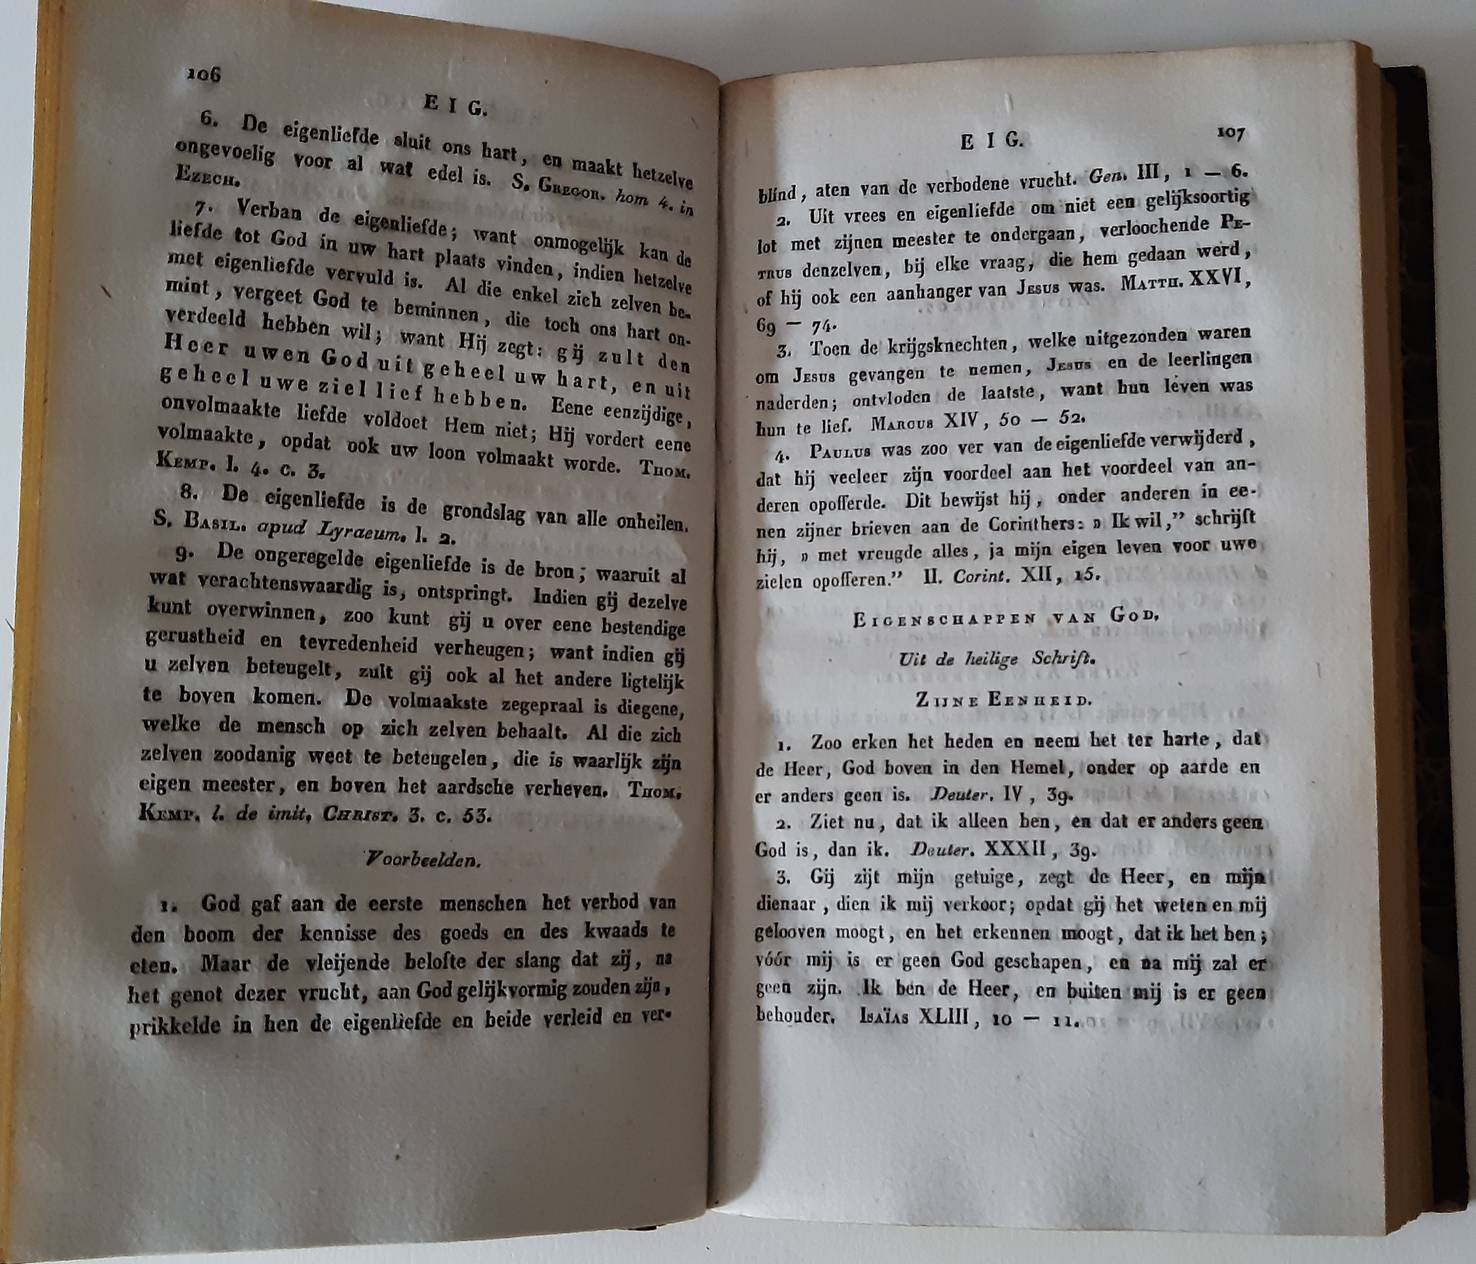 106
EIG.
6. De eigenliefde sluit ons hart, en maakt hetzelve
ongevoelig voor al wat edel is. S. GREGOR. hom 4. in
EZECH.
7. Verban de eigenliefde; want onmogelijk kan de
liefde tot God in uw hart plaats vinden, indien hetzelve
met eigenliefde vervuld is. Al die enkel zich zelven be-
mint, vergeet God te beminnen, die toch ons hart on-
verdeeld hebben wil; want Hij zegt: gij zult den
Heer uwen God uit geheel uw hart, en uit
geheel uwe ziel lief hebben. Eene eenzijdige,
onvolmaakte liefde voldoet Hem niet; Hij vordert eene
volmaakte, opdat ook uw loon volmaakt worde. THOM.
KEMP. l. 4. c. 3.
8. De eigenliefde is de grondslag van alle onheilen.
S. BASIL. apud Lyraeum. l. 2.
9. De ongeregelde eigenliefde is de bron; waaruit al
wat verachtenswaardig is, ontspringt. Indien gij dezelve
kunt overwinnen, zoo kunt gij u over eene bestendige
gerustheid en tevredenheid verheugen; want indien gij
u zelven beteugelt, zult gij ook al het andere ligtelijk
te boven komen. De volmaakste zegepraal is diegene,
welke de mensch op zich zelven behaalt. Al die zich
zelven zoodanig weet te beteugelen, die is waarlijk zijn
eigen meester, en boven het aardsche verheven. THOM.
KEMP. l. de imit. CHRIST. 3. c. 53.
Voorbeelden.
1. God gaf aan de eerste menschen het verbod van
den boom der kennisse des goeds en des kwaads te
eten. Maar de vleijende belofte der slang dat zij, na
het genot dezer vrucht, aan God gelijkvormig zouden zijn,
prikkelde in hen de eigenliefde en beide verleid en ver-
EIG.
107
blind, aten van de verbodene vrucht. Gen. III, 1 — 6.
2. Uit vrees en eigenliefde om niet een gelijksoortig
lot met zijnen meester te ondergaan, verloochende PE-
TRUS denzelven, bij elke vraag, die hem gedaan werd,
of hij ook een aanhanger van JESUS was. MATTH. XXVI,
69 — 74.
3. Toen de krijgsknechten, welke uitgezonden waren
om JESUS gevangen te nemen, JESUS en de leerlingen
naderden; ontvloden de laatste, want hun leven was
hun te lief. MARCUS XIV, 50 — 52.
4. PAULUS was zoo ver van de eigenliefde verwijderd,
dat hij veeleer zijn voordeel aan het voordeel van an-
deren opofferde. Dit bewijst hij, onder anderen in ee-
nen zijner brieven aan de Corinthers: » Ik wil,” schrijft
hij, » met vreugde alles, ja mijn eigen leven voor uwe
zielen opofferen.” II. Corint. XII, 15.
EIGENSCHAPPEN VAN GOD.
Uit de heilige Schrift.
ZIJNE EENHEID.
1. Zoo erken het heden en neem het ter harte, dat
de Heer, God boven in den Hemel, onder op aarde en
er anders geen is. Deuter. IV, 39.
2. Ziet nu, dat ik alleen ben, en dat er anders geen
God is, dan ik. Deuter. XXXII, 39.
3. Gij zijt mijn getuige, zegt de Heer, en mijn
dienaar, dien ik mij verkoor; opdat gij het weten en mij
gelooven moogt, en het erkennen moogt, dat ik het ben;
vóór mij is er geen God geschapen, en na mij zal er
geen zijn. Ik ben de Heer, en buiten mij is er geen
behouder. ISAÏAS XLIII, 10 — 11.